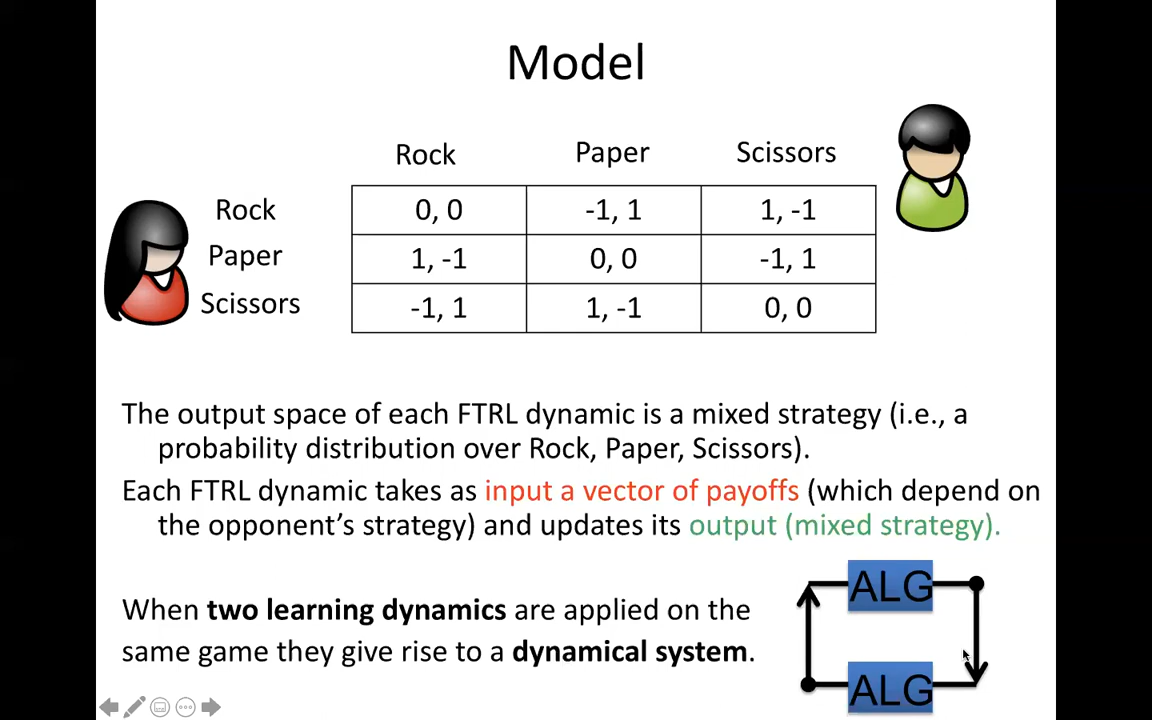 Model
Rock Paper Scissors
Rock 0, 0 -1, 1 1, -1
Paper 1, -1 0, 0 -1, 1
Scissors -1, 1 1, -1 0, 0
The output space of each FTRL dynamic is a mixed strategy (i.e., a
probability distribution over Rock, Paper, Scissors).
Each FTRL dynamic takes as input a vector of payoffs (which depend on
the opponent's strategy) and updates its output (mixed strategy).
ALG
When two learning dynamics are applied on the
same game they give rise to a dynamical system.
ALG